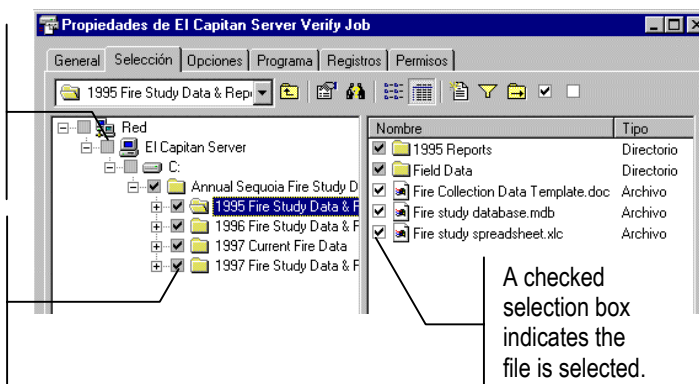 Propiedades de El Capitan Server Verify Job
General Selección Opciones Programa Registros Permisos
1995 Fire Study Data & Repo
Red
El Capitan Server
C:
Annual Sequoia Fire Study D
1995 Fire Study Data & F
1996 Fire Study Data & F
1997 Current Fire Data
1997 Fire Study Data & F
Nombre Tipo
1995 Reports Directorio
Field Data Directorio
Fire Collection Data Template.doc Archivo
Fire study database.mdb Archivo
Fire study spreadsheet.xlc Archivo
A checked
selection box
indicates the
file is selected.